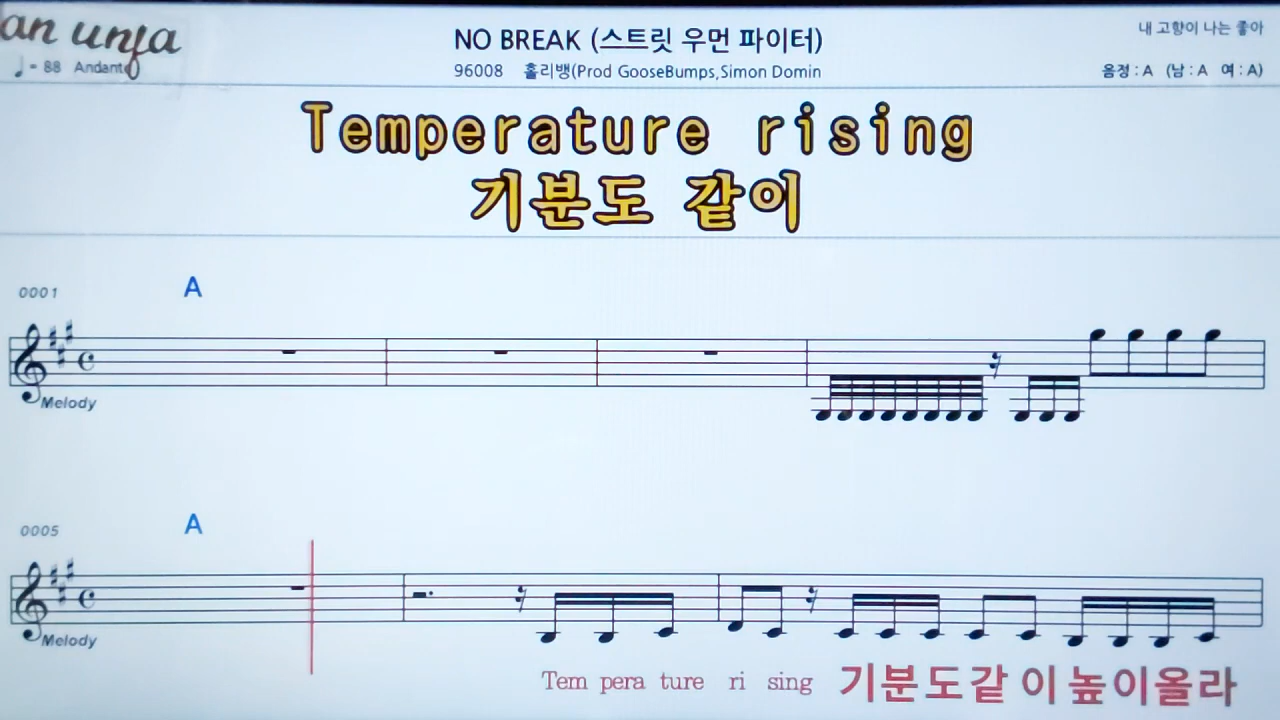 an unja
NO BREAK (스트릿 우먼 파이터)
내 고향이 나는 좋아
♩= 88 Andante
96008 홀리뱅(Prod GooseBumps,Simon Domin
음정 : A (남 : A 여 : A)
Temperature rising
기분도 같이
0001
A
Melody
0005
A
Melody
Tem pera ture ri sing 기분도같 이높이올라